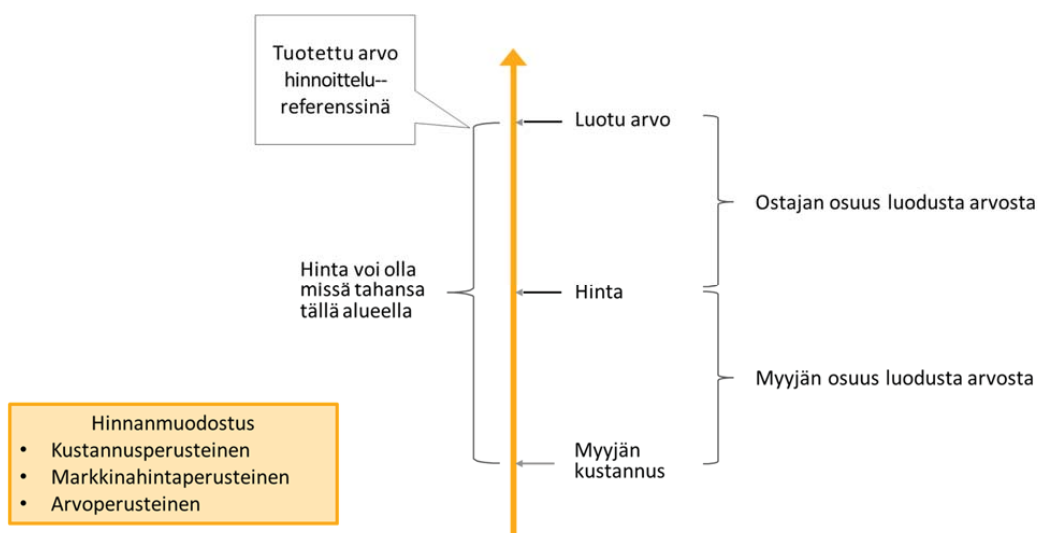 Tuotettu arvo
hinnoittelu--
referenssinä
Luotu arvo
Ostajan osuus luodusta arvosta
Hinta voi olla
missä tahansa
tällä alueella
Hinta
Myyjän osuus luodusta arvosta
Myyjän
kustannus
Hinnanmuodostus
• Kustannusperusteinen
• Markkinahintaperusteinen
• Arvoperusteinen